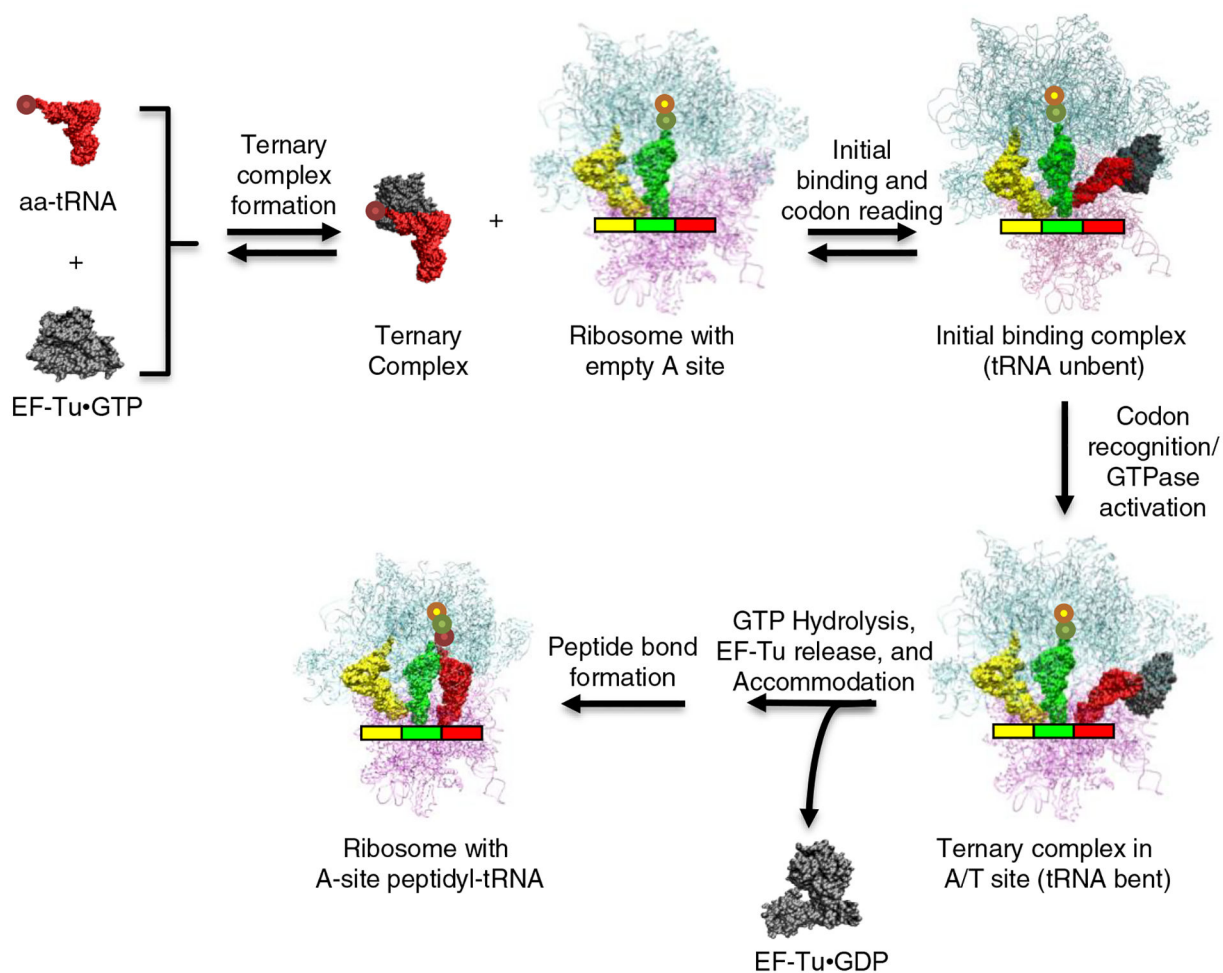 aa-tRNA
+
EF-Tu•GTP
Ternary
complex
formation
Ternary
Complex
+
Ribosome with
empty A site
Initial
binding and
codon reading
Initial binding complex
(tRNA unbent)
Codon
recognition/
GTPase
activation
Ternary complex in
A/T site (tRNA bent)
GTP Hydrolysis,
EF-Tu release, and
Accommodation
EF-Tu•GDP
Peptide bond
formation
Ribosome with
A-site peptidyl-tRNA